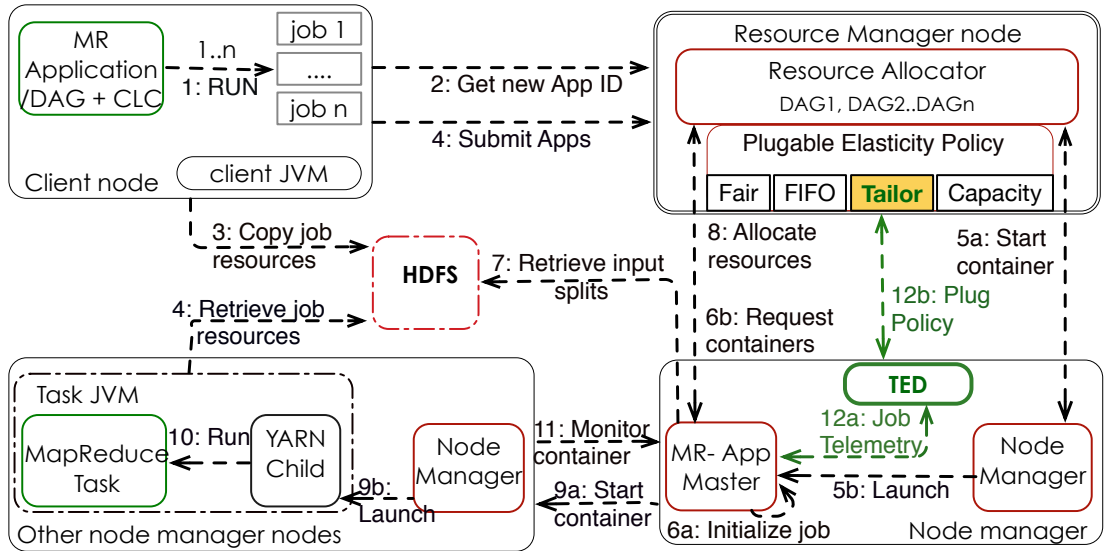 MR
Application
/DAG + CLC
1..n
1: RUN
job 1
....
job n
client JVM
Client node
2: Get new App ID
4: Submit Apps
Resource Manager node
Resource Allocator
DAG1, DAG2..DAGn
Plugable Elasticity Policy
Fair
FIFO
Tailor
Capacity
3: Copy job
resources
HDFS
7: Retrieve input
splits
8: Allocate
resources
5a: Start
container
12b: Plug
Policy
4: Retrieve job
resources
6b: Request
containers
Task JVM
MapReduce
Task
10: Run
YARN
Child
9b:
Launch
Node
Manager
Other node manager nodes
11: Monitor
container
9a: Start
container
TED
12a: Job
Telemetry
MR- App
Master
5b: Launch
Node
Manager
6a: Initialize job
Node manager